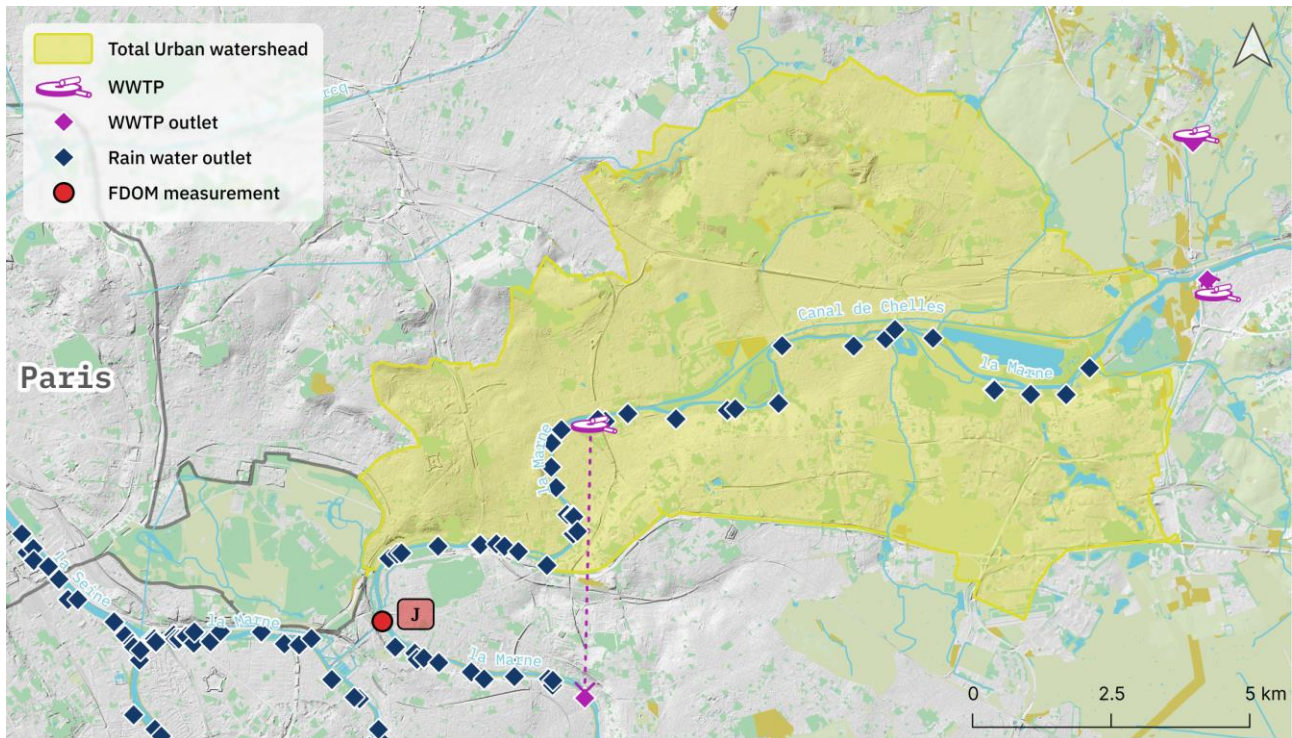 Total Urban watershead
WWTP
WWTP outlet
Rain water outlet
FDOM measurement
rcq
Canal de Chelles
la Marne
Paris
la Marne
la Seine
la Marne
J
la Marne
0 2.5 5 km